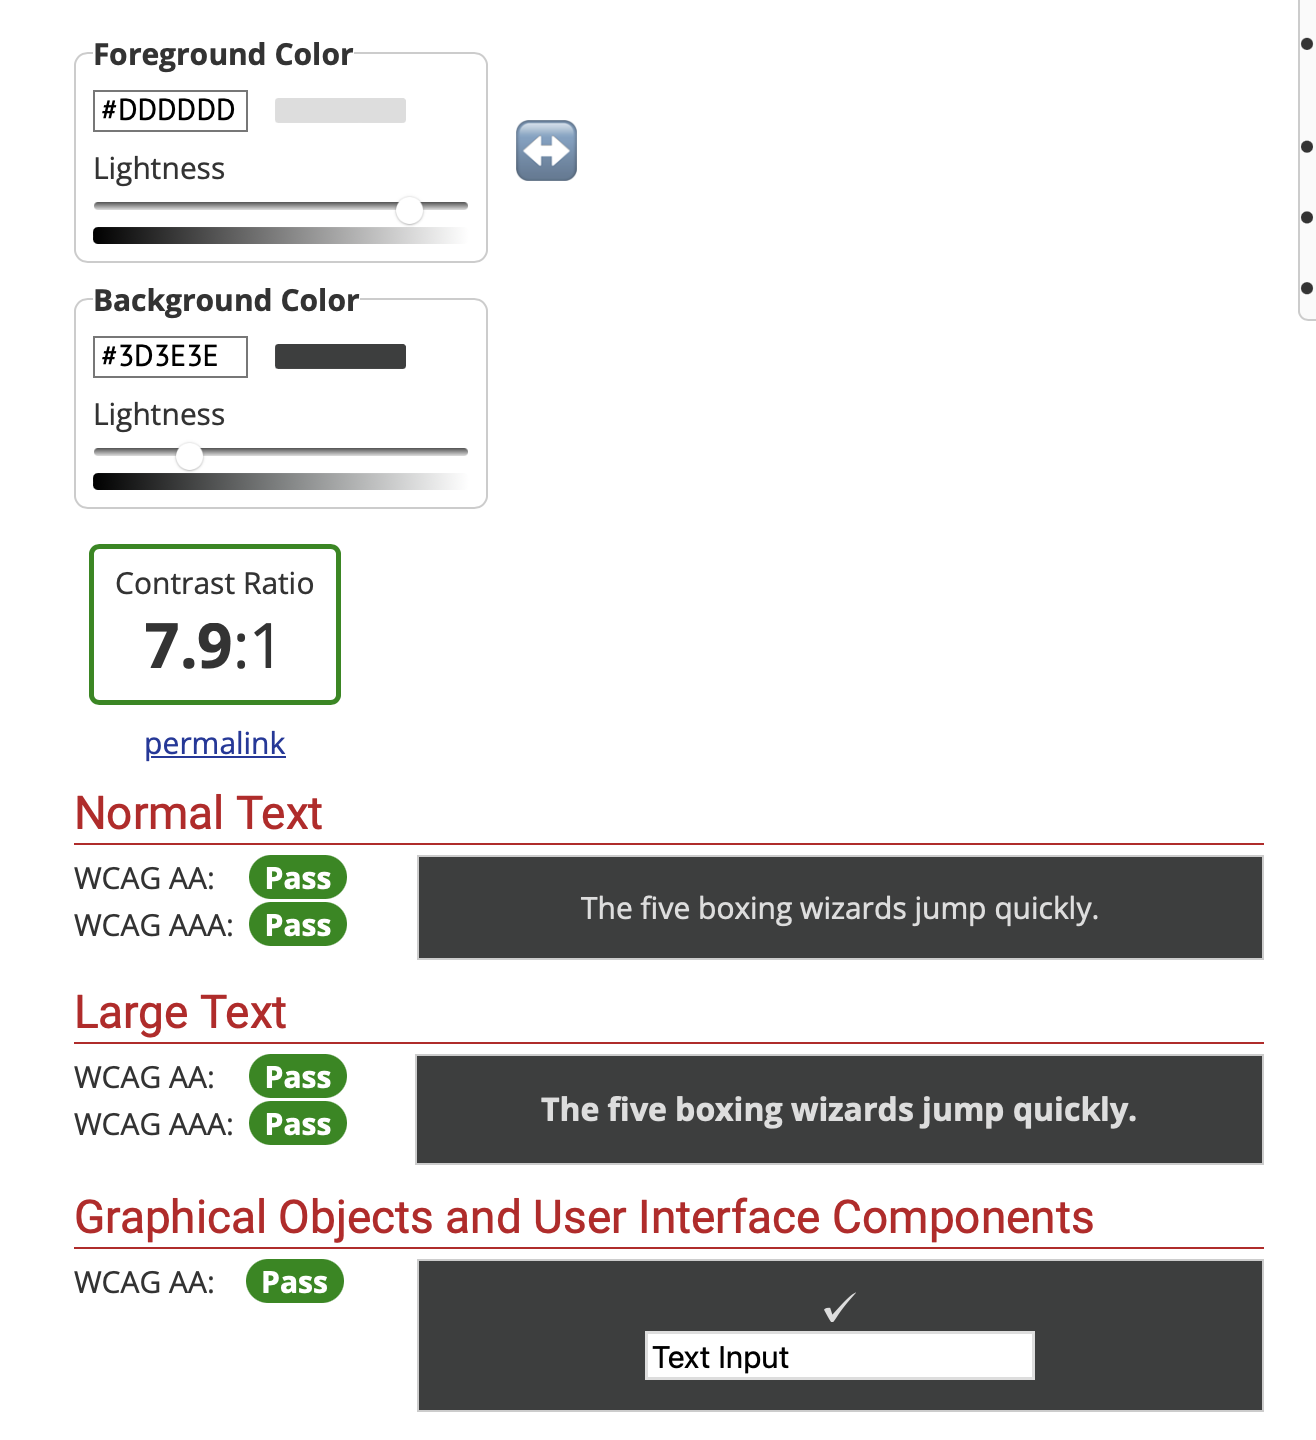 Foreground Color
#DDDDDD
Lightness
Background Color
#3D3E3E
Lightness
Contrast Ratio
7.9:1
permalink
Normal Text
WCAG AA: Pass
WCAG AAA: Pass
The five boxing wizards jump quickly.
Large Text
WCAG AA: Pass
WCAG AAA: Pass
The five boxing wizards jump quickly.
Graphical Objects and User Interface Components
WCAG AA: Pass
✓
Text Input